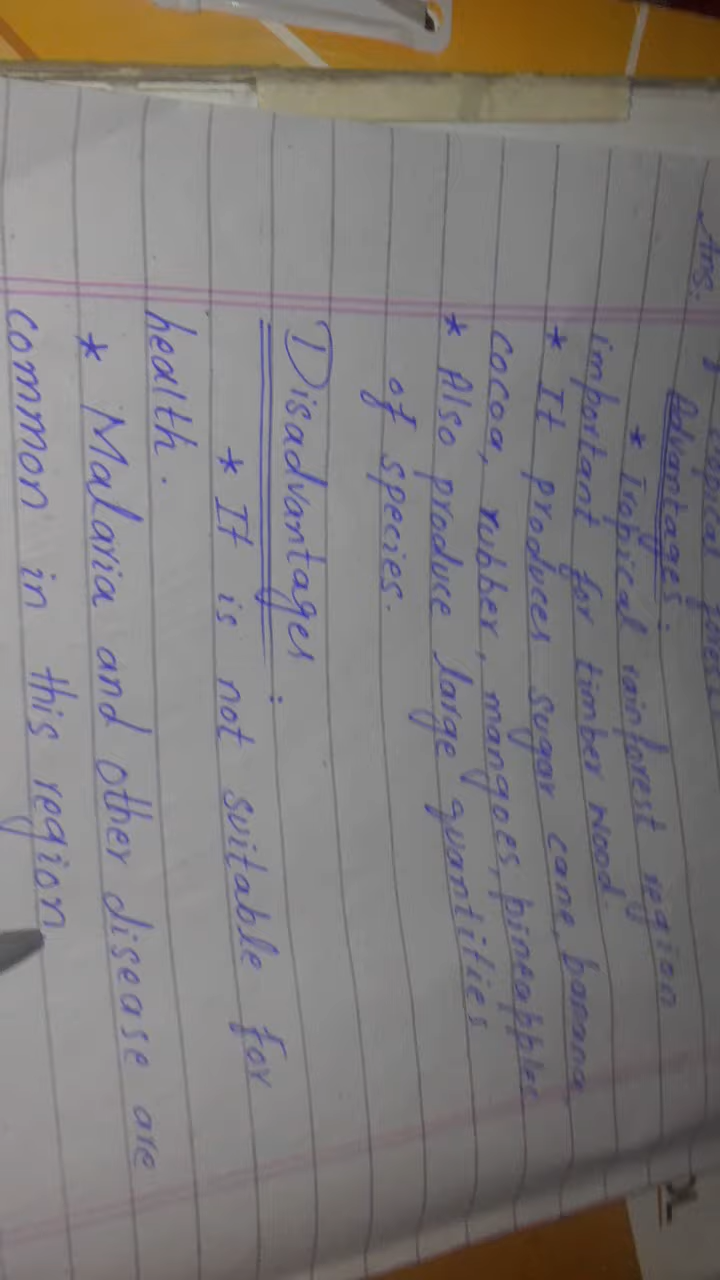 Ans.
Advantages:
* Tropical rainforest region
important for timber wood.
* It produces sugar cane, banana,
cocoa, rubber, mangoes, pineapples
* Also produce large quantities
of species.
Disadvantages:
* It is not suitable for
health.
* Malaria and other disease are
common in this region